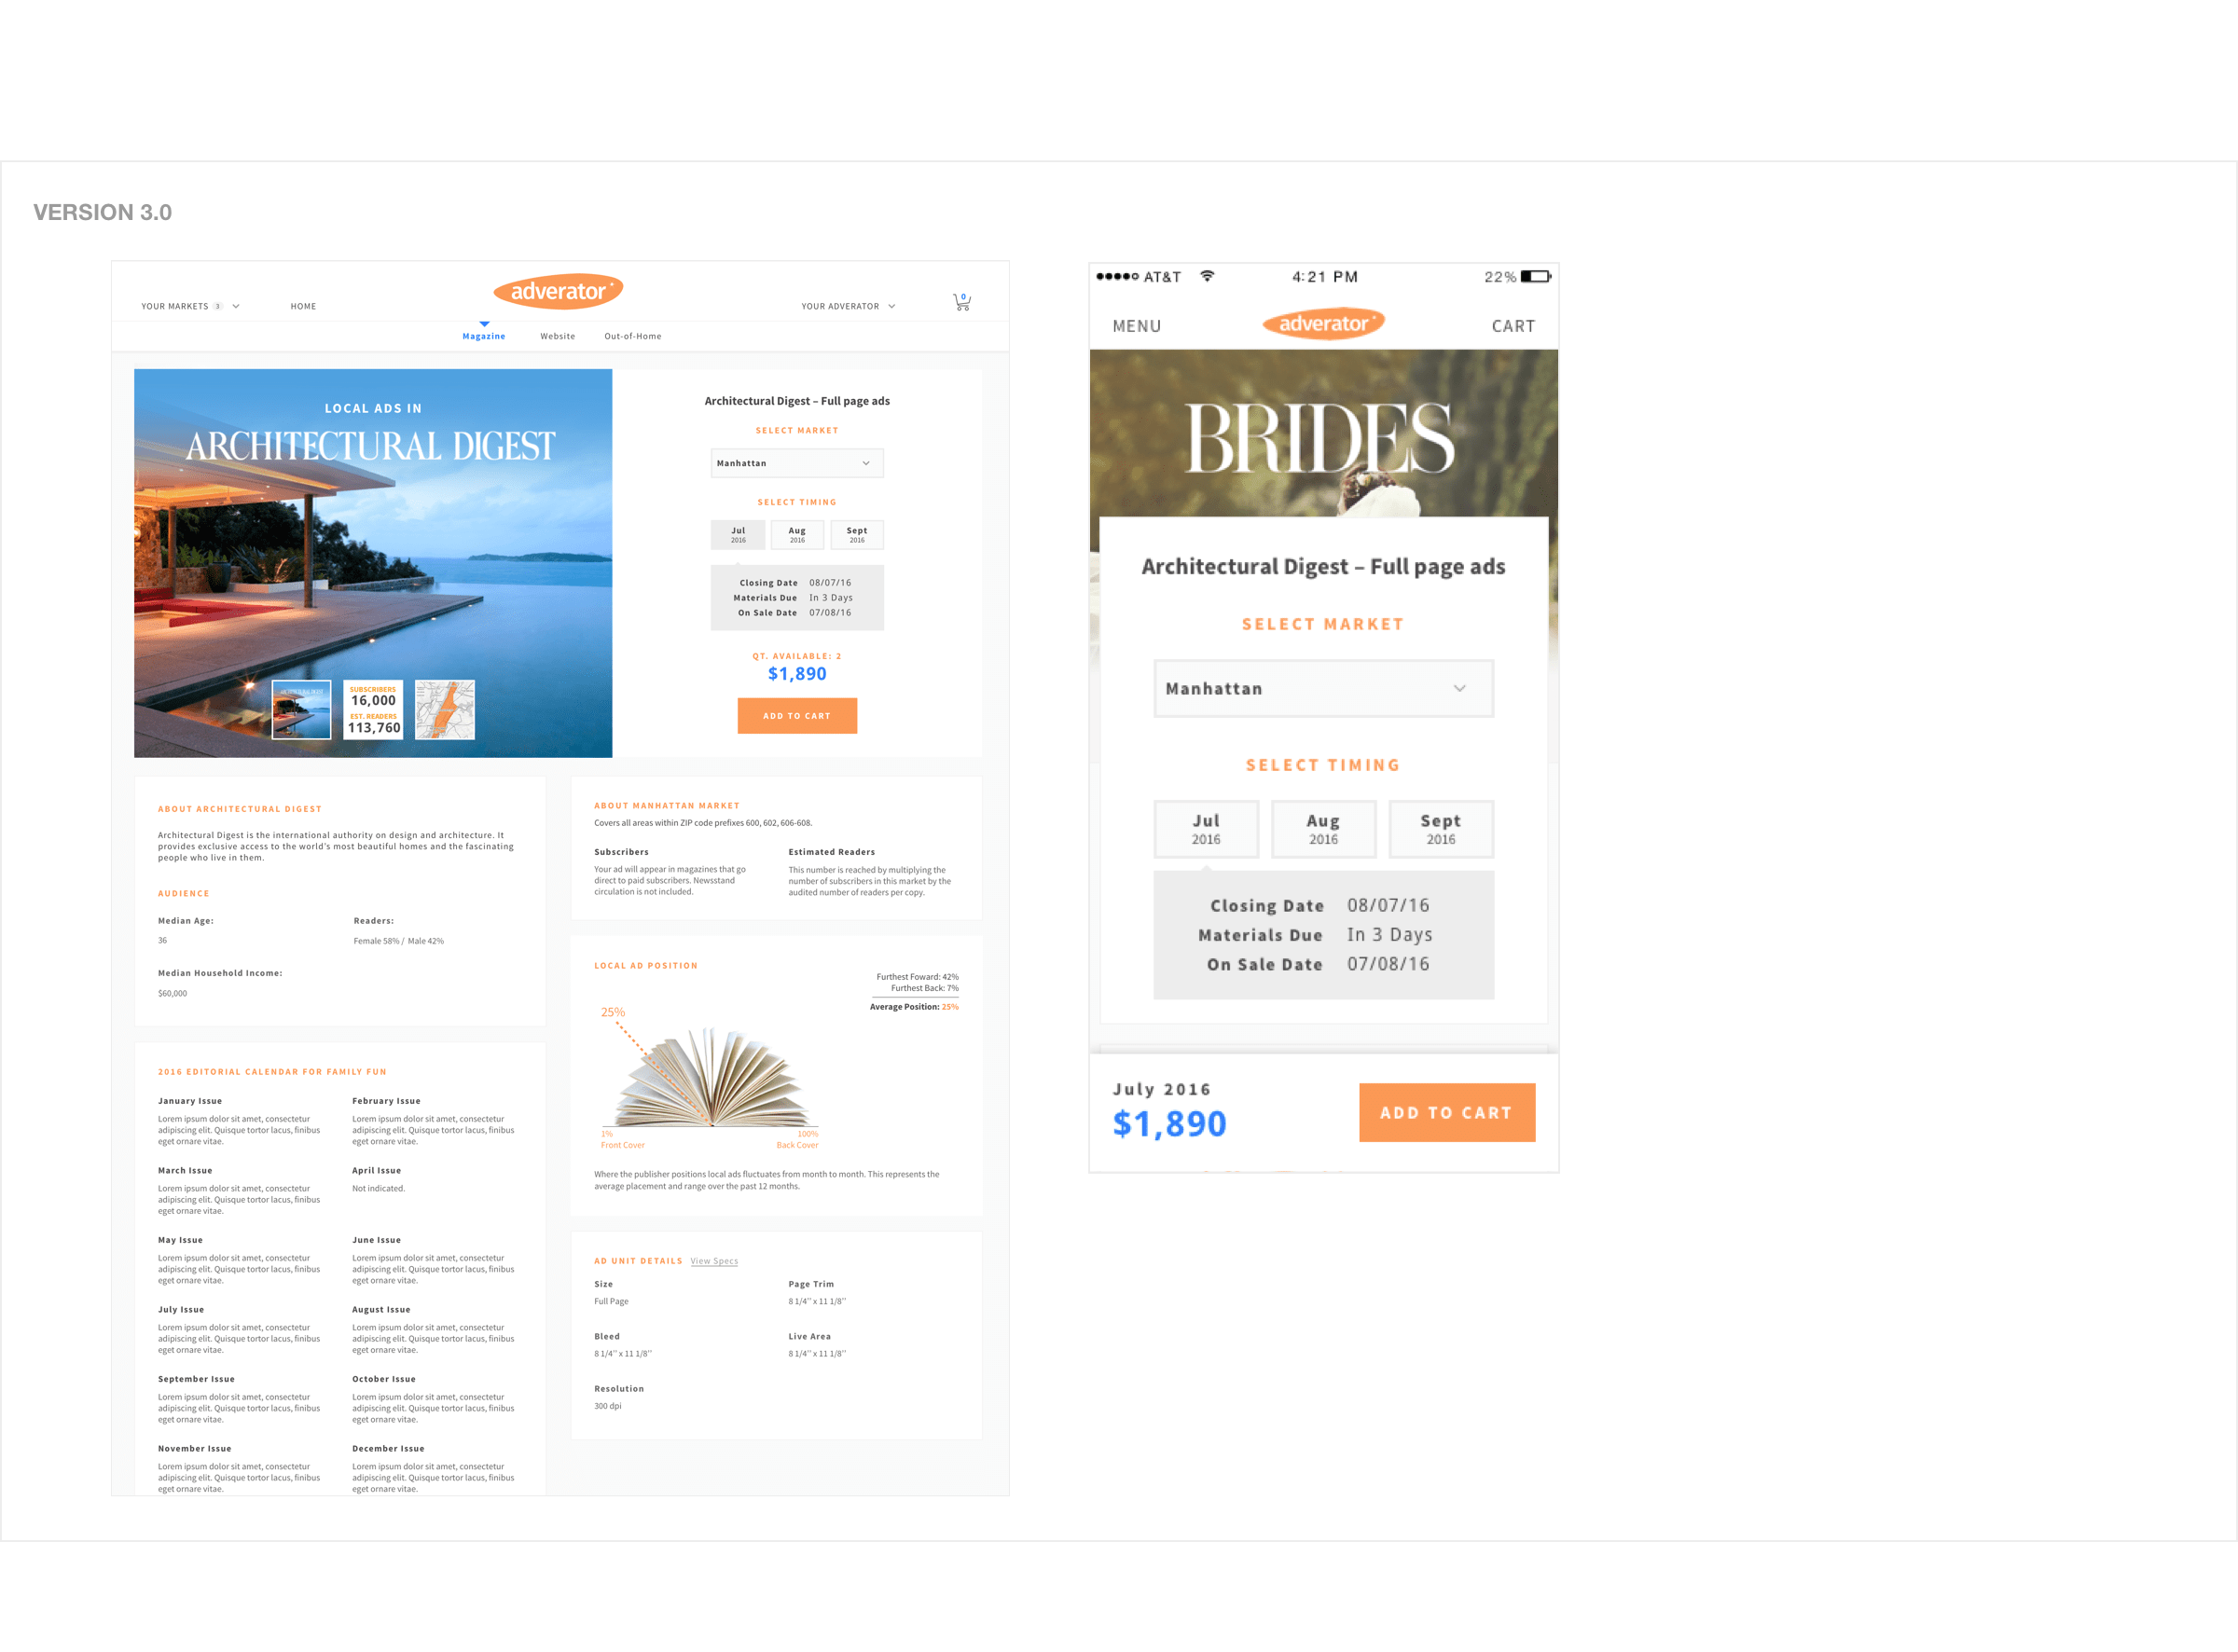 VERSION 3.0
adverator
YOUR MARKETS 3
HOME
YOUR ADVERATOR
0
Magazine
Website
Out-of-Home
LOCAL ADS IN
ARCHITECTURAL DIGEST
SUBSCRIBERS
16,000
EST. READERS
113,760
Architectural Digest – Full page ads
SELECT MARKET
Manhattan
SELECT TIMING
Jul
2016
Aug
2016
Sept
2016
Closing Date 08/07/16
Materials Due In 3 Days
On Sale Date 07/08/16
QT. AVAILABLE: 2
$1,890
ADD TO CART
ABOUT ARCHITECTURAL DIGEST
Architectural Digest is the international authority on design and architecture. It
provides exclusive access to the world's most beautiful homes and the fascinating
people who live in them.
AUDIENCE
Median Age:
36
Readers:
Female 58% / Male 42%
Median Household Income:
$60,000
2016 EDITORIAL CALENDAR FOR FAMILY FUN
January Issue
Lorem ipsum dolor sit amet, consectetur
adipiscing elit. Quisque tortor lacus, finibus
eget ornare vitae.
February Issue
Lorem ipsum dolor sit amet, consectetur
adipiscing elit. Quisque tortor lacus, finibus
eget ornare vitae.
March Issue
Lorem ipsum dolor sit amet, consectetur
adipiscing elit. Quisque tortor lacus, finibus
eget ornare vitae.
April Issue
Not indicated.
May Issue
Lorem ipsum dolor sit amet, consectetur
adipiscing elit. Quisque tortor lacus, finibus
eget ornare vitae.
June Issue
Lorem ipsum dolor sit amet, consectetur
adipiscing elit. Quisque tortor lacus, finibus
eget ornare vitae.
July Issue
Lorem ipsum dolor sit amet, consectetur
adipiscing elit. Quisque tortor lacus, finibus
eget ornare vitae.
August Issue
Lorem ipsum dolor sit amet, consectetur
adipiscing elit. Quisque tortor lacus, finibus
eget ornare vitae.
September Issue
Lorem ipsum dolor sit amet, consectetur
adipiscing elit. Quisque tortor lacus, finibus
eget ornare vitae.
October Issue
Lorem ipsum dolor sit amet, consectetur
adipiscing elit. Quisque tortor lacus, finibus
eget ornare vitae.
November Issue
Lorem ipsum dolor sit amet, consectetur
adipiscing elit. Quisque tortor lacus, finibus
eget ornare vitae.
December Issue
Lorem ipsum dolor sit amet, consectetur
adipiscing elit. Quisque tortor lacus, finibus
eget ornare vitae.
ABOUT MANHATTAN MARKET
Covers all areas within ZIP code prefixes 600, 602, 606-608.
Subscribers
Your ad will appear in magazines that go
direct to paid subscribers. Newsstand
circulation is not included.
Estimated Readers
This number is reached by multiplying the
number of subscribers in this market by the
audited number of readers per copy.
LOCAL AD POSITION
Furthest Foward: 42%
Furthest Back: 7%
Average Position: 25%
25%
1%
Front Cover
100%
Back Cover
Where the publisher positions local ads fluctuates from month to month. This represents the
average placement and range over the past 12 months.
AD UNIT DETAILS View Specs
Size
Full Page
Page Trim
8 1/4'' x 11 1/8''
Bleed
8 1/4'' x 11 1/8''
Live Area
8 1/4'' x 11 1/8''
Resolution
300 dpi
AT&T
4:21 PM
22%
MENU
adverator
CART
BRIDES
Architectural Digest – Full page ads
SELECT MARKET
Manhattan
SELECT TIMING
Jul
2016
Aug
2016
Sept
2016
Closing Date 08/07/16
Materials Due In 3 Days
On Sale Date 07/08/16
July 2016
$1,890
ADD TO CART